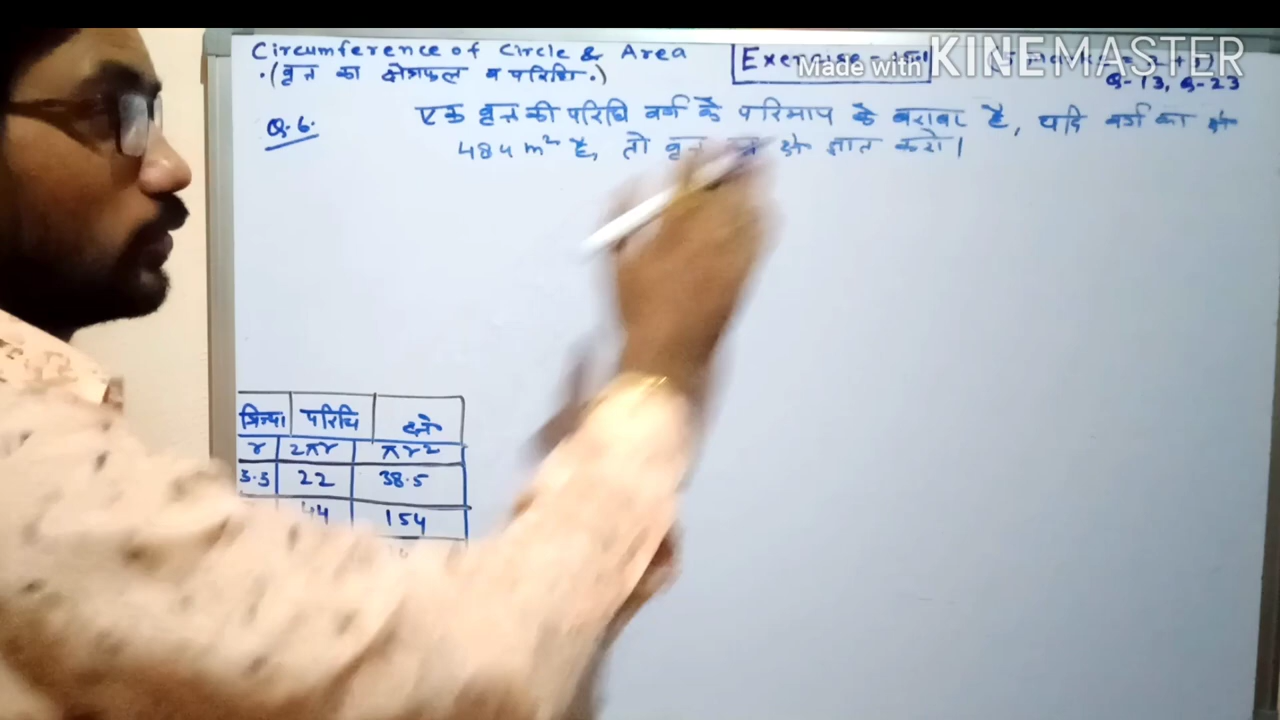 Circumference of Circle & Area
(वृत्त का क्षेत्रफल व परिधि.)
Made with KINEMASTER
Q-13, Q-23
Q.6.
एक वृत्त की परिधि वर्ग के परिमाप के बराबर है, यदि वर्ग का क्षे०
484 m² है, तो वृत्त का क्षे० ज्ञात करो।
त्रिज्या परिधि क्षे०
r 2πr πr2
3.5 22 38.5
44 154